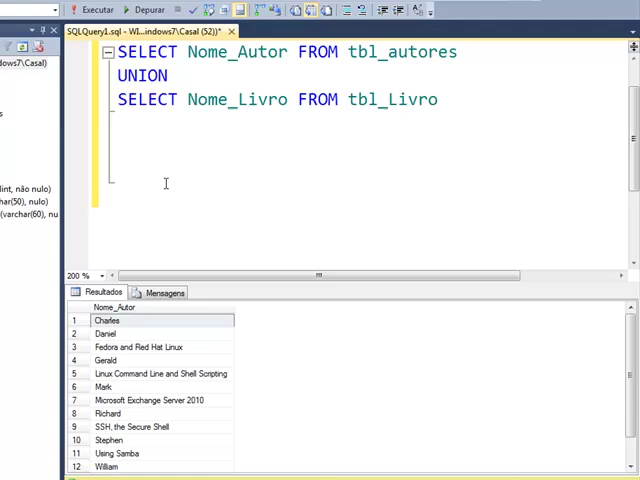 Executar Depurar
SQLQuery1.sql - WI...indows7\Casal (52))*
dows7\Casal)
s
int, não nulo)
har(50), nulo)
(varchar(60), nu
SELECT Nome_Autor FROM tbl_autores
UNION
SELECT Nome_Livro FROM tbl_Livro
200 %
Resultados Mensagens
Nome_Autor
1 Charles
2 Daniel
3 Fedora and Red Hat Linux
4 Gerald
5 Linux Command Line and Shell Scripting
6 Mark
7 Microsoft Exchange Server 2010
8 Richard
9 SSH, the Secure Shell
10 Stephen
11 Using Samba
12 William